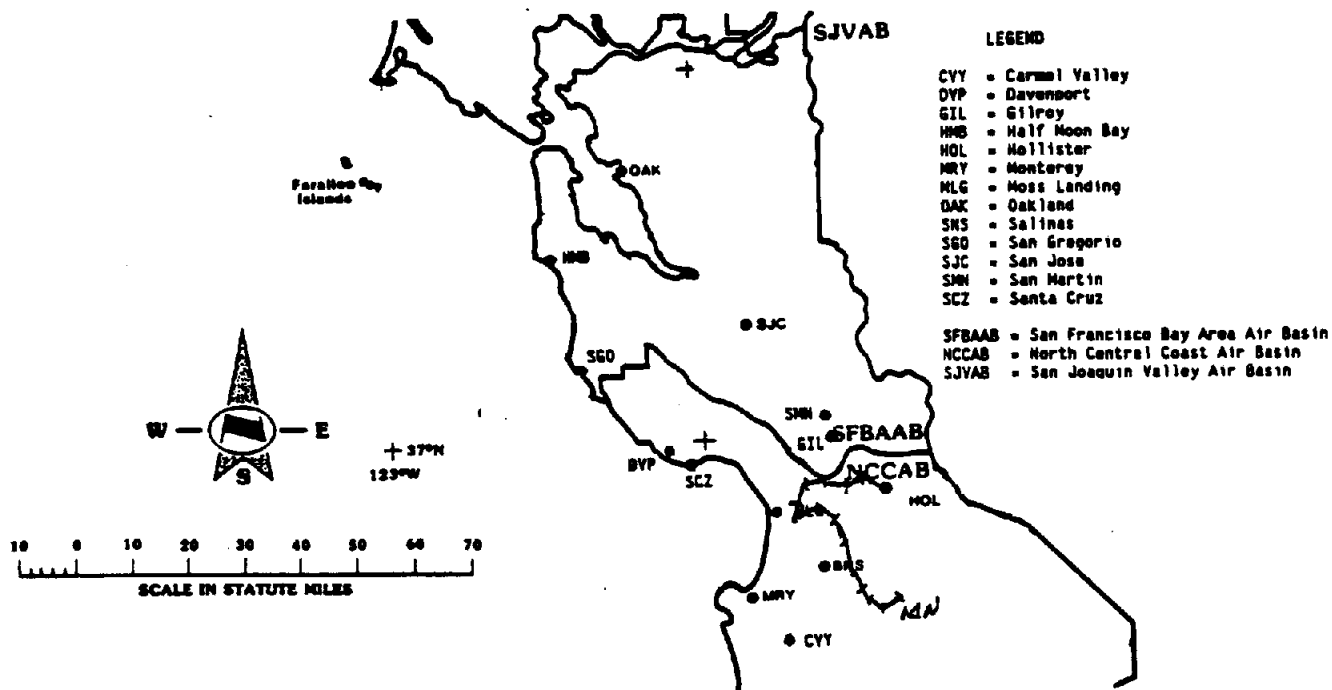 SJVAB
LEGEND
CVY = Carmel Valley
DVP = Davenport
GIL = Gilroy
HMB = Half Moon Bay
HOL = Hollister
MRY = Monterey
MLG = Moss Landing
OAK = Oakland
SNS = Salinas
SGO = San Gregorio
SJC = San Jose
SMN = San Martin
SCZ = Santa Cruz
SFBAAB = San Francisco Bay Area Air Basin
NCCAB = North Central Coast Air Basin
SJVAB = San Joaquin Valley Air Basin
OAK
Farallon
Islands
HMB
SJC
SGO
SMN
GIL
SFBAAB
W E
S
37°N
123°W
DVP
SCZ
NCCAB
HOL
10 0 10 20 30 40 50 60 70
SCALE IN STATUTE MILES
SNS
MRY
CVY